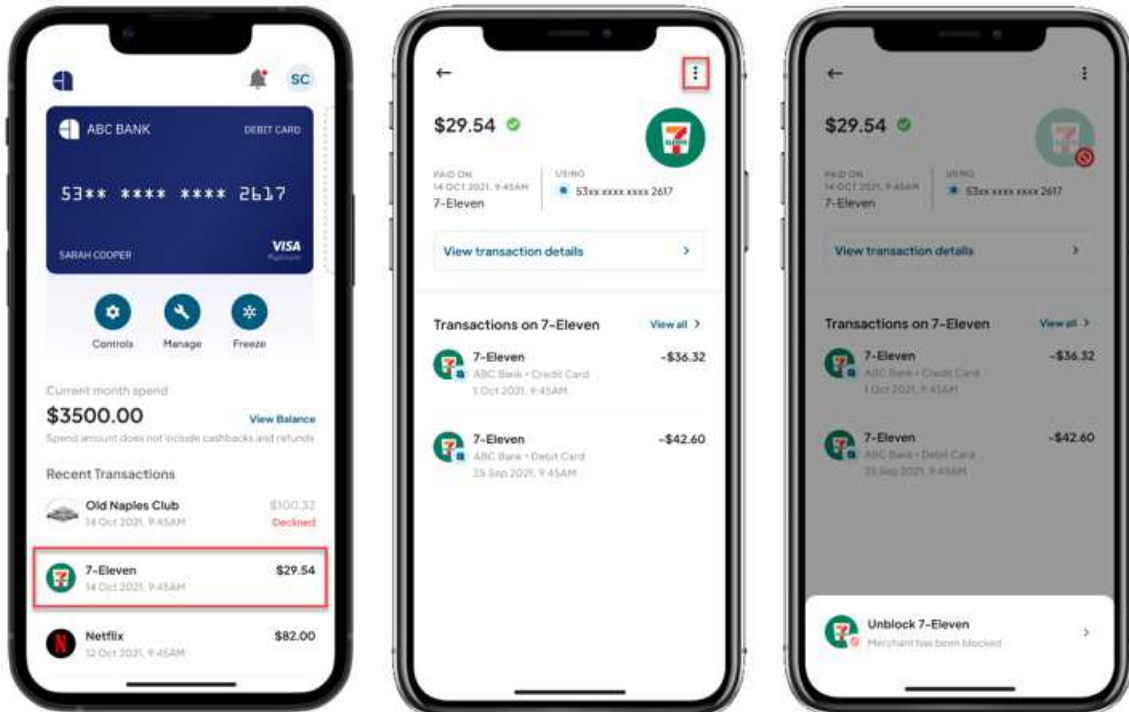 SC
ABC BANK
DEBIT CARD
53** **** **** 2617
SARAH COOPER
VISA
Platinum
Controls
Manage
Freeze
Current month spend
$3500.00
View Balance
Spend amount does not include cashbacks and refunds
Recent Transactions
Old Naples Club
$100.32
14 Oct 2021, 9:45AM
Declined
7-Eleven
$29.54
14 Oct 2021, 9:45AM
Netflix
$82.00
12 Oct 2021, 9:45AM
$29.54
PAID ON
USING
14 OCT 2021, 9:45AM
53xx xxxx xxxx 2617
7-Eleven
View transaction details
Transactions on 7-Eleven
View all
7-Eleven
-$36.32
ABC Bank • Credit Card
1 Oct 2021, 9:45AM
7-Eleven
-$42.60
ABC Bank • Debit Card
25 Sep 2021, 9:45AM
$29.54
PAID ON
USING
14 OCT 2021, 9:45AM
53xx xxxx xxxx 2617
7-Eleven
View transaction details
Transactions on 7-Eleven
View all
7-Eleven
-$36.32
ABC Bank • Credit Card
1 Oct 2021, 9:45AM
7-Eleven
-$42.60
ABC Bank • Debit Card
25 Sep 2021, 9:45AM
Unblock 7-Eleven
Merchant has been blocked